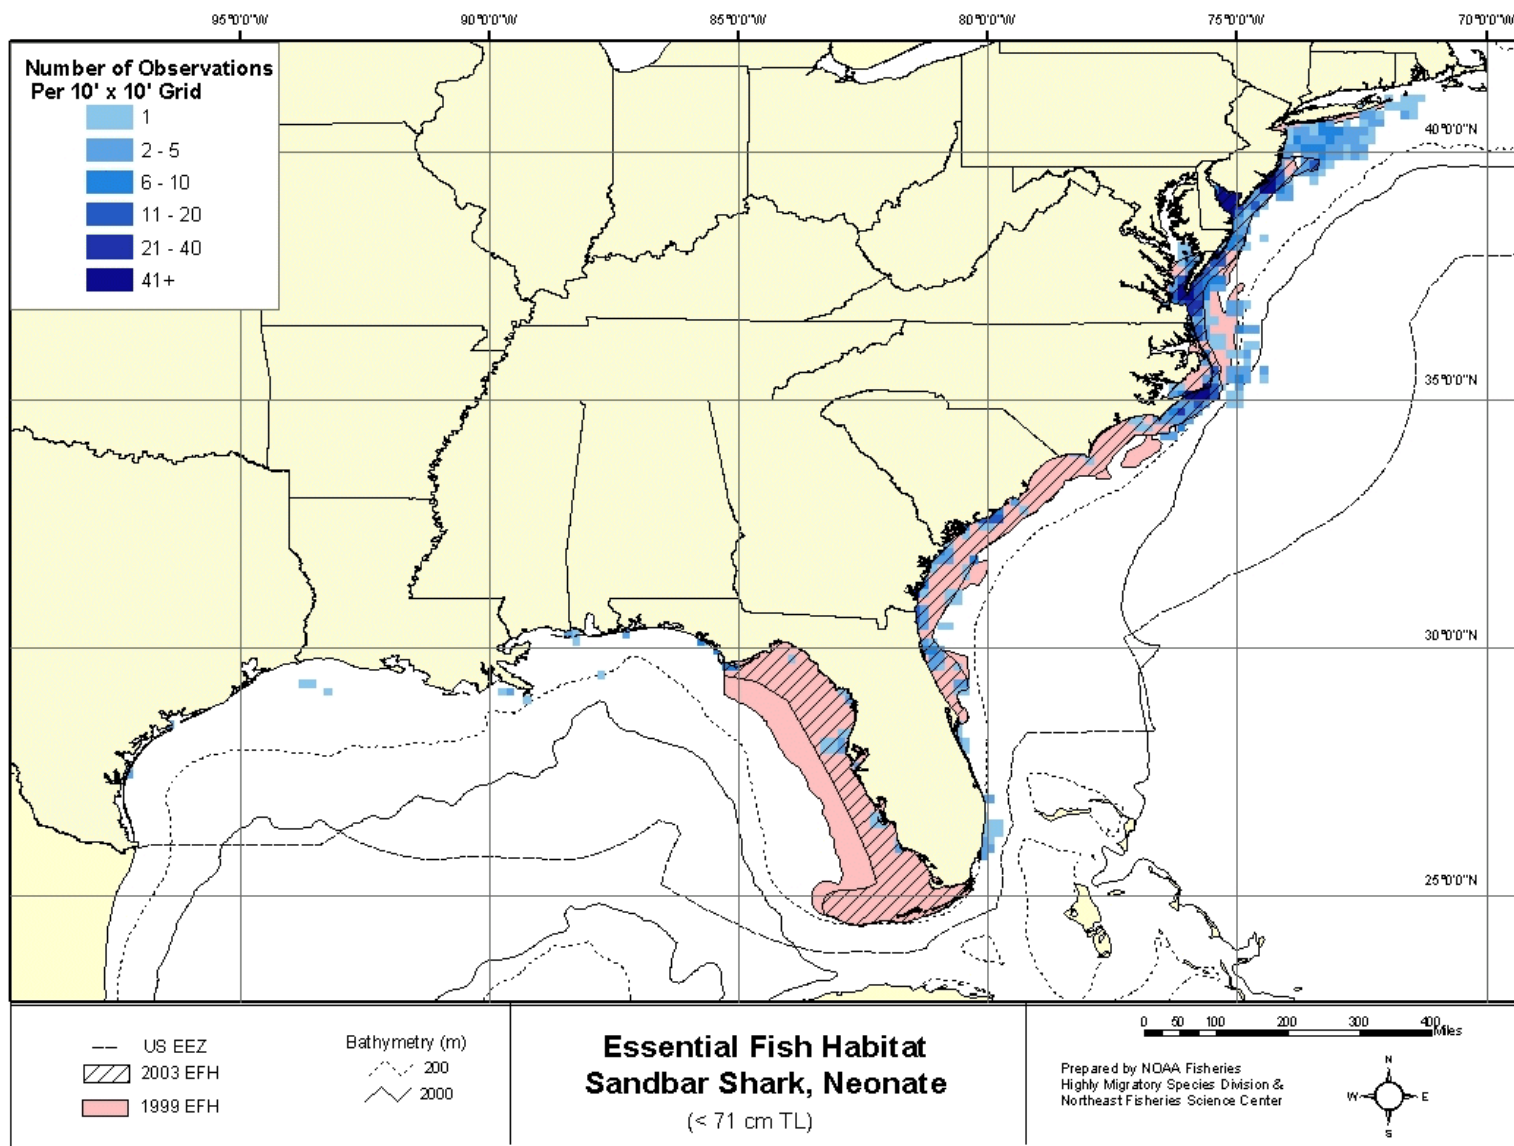 95°0'0"W 90°0'0"W 85°0'0"W 80°0'0"W 75°0'0"W 70°0'0"W
Number of Observations
Per 10' x 10' Grid
1
2 - 5
6 - 10
11 - 20
21 - 40
41+
40°0'0"N
35°0'0"N
30°0'0"N
25°0'0"N
US EEZ
2003 EFH
1999 EFH
Bathymetry (m)
200
2000
Essential Fish Habitat
Sandbar Shark, Neonate
(< 71 cm TL)
0 50 100 200 300 400
Miles
Prepared by NOAA Fisheries
Highly Migratory Species Division &
Northeast Fisheries Science Center
N
W E
S